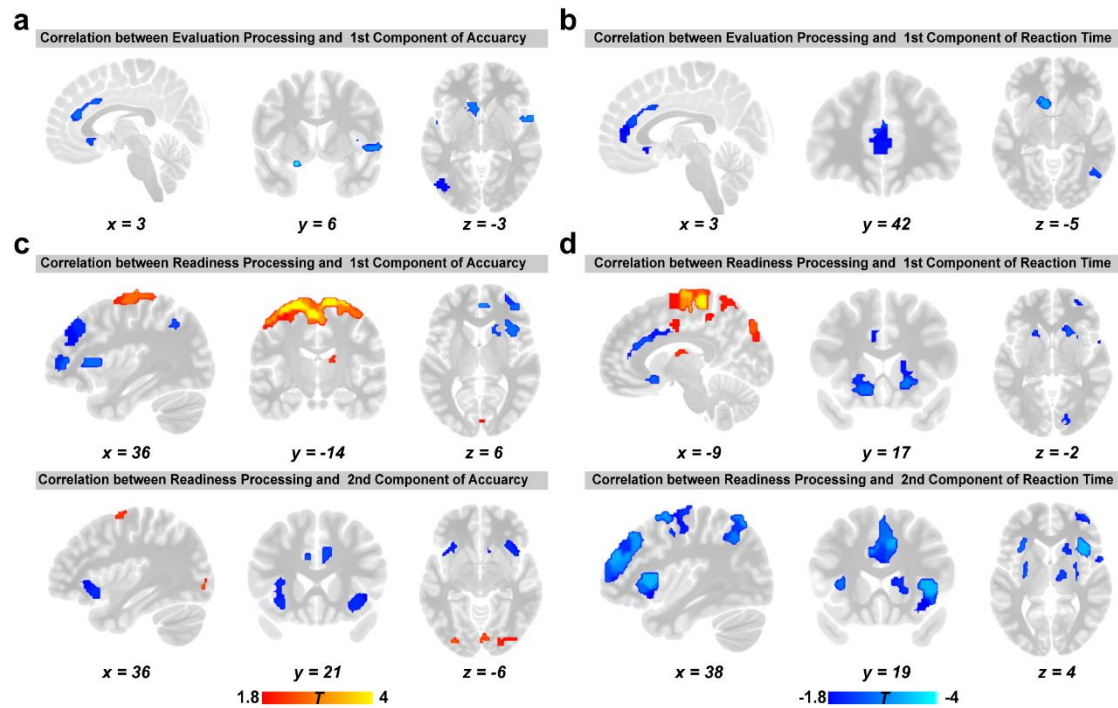 a
Correlation between Evaluation Processing and 1st Component of Accuarcy
x = 3
y = 6
z = -3
b
Correlation between Evaluation Processing and 1st Component of Reaction Time
x = 3
y = 42
z = -5
c
Correlation between Readiness Processing and 1st Component of Accuarcy
x = 36
y = -14
z = 6
Correlation between Readiness Processing and 2nd Component of Accuarcy
x = 36
y = 21
z = -6
1.8 T 4
d
Correlation between Readiness Processing and 1st Component of Reaction Time
x = -9
y = 17
z = -2
Correlation between Readiness Processing and 2nd Component of Reaction Time
x = 38
y = 19
z = 4
-1.8 T -4